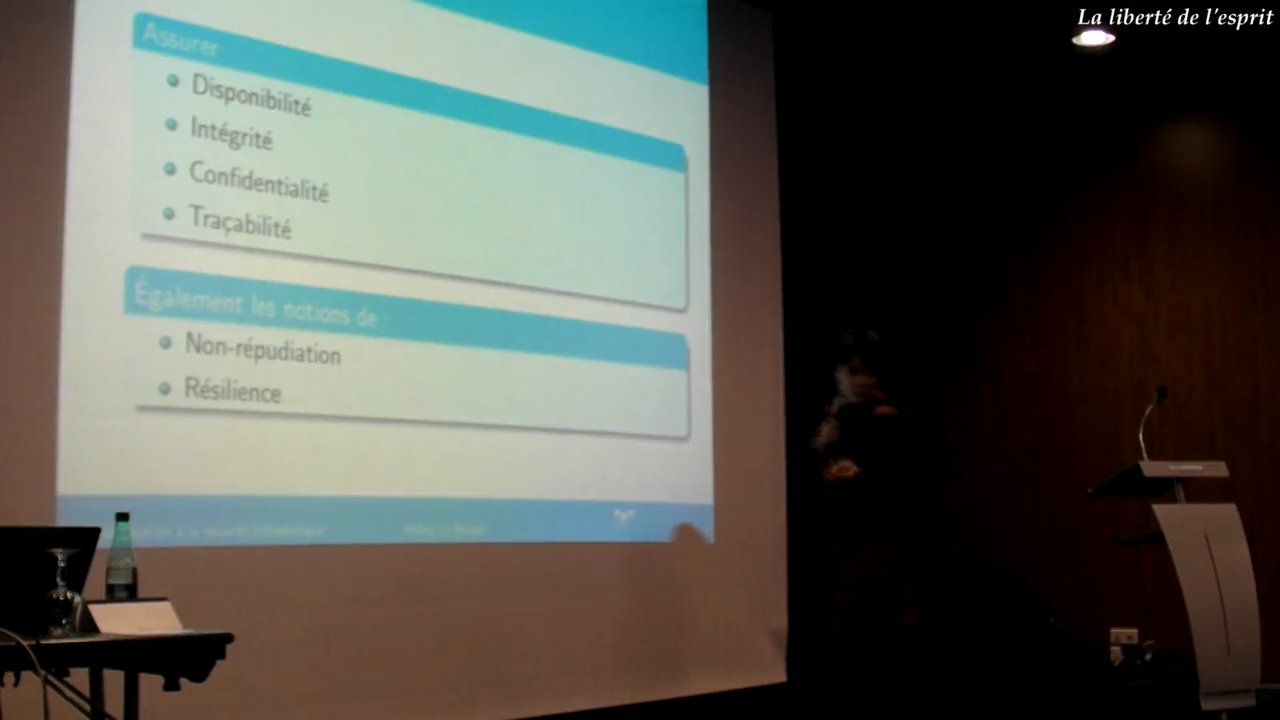 La liberté de l'esprit
Assurer
Disponibilité
Intégrité
Confidentialité
Traçabilité
Également les notions de :
Non-répudiation
Résilience